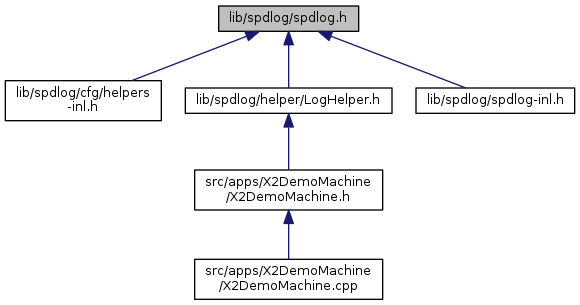 lib/spdlog/spdlog.h
lib/spdlog/cfg/helpers
-inl.h
lib/spdlog/helper/LogHelper.h
lib/spdlog/spdlog-inl.h
src/apps/X2DemoMachine
/X2DemoMachine.h
src/apps/X2DemoMachine
/X2DemoMachine.cpp